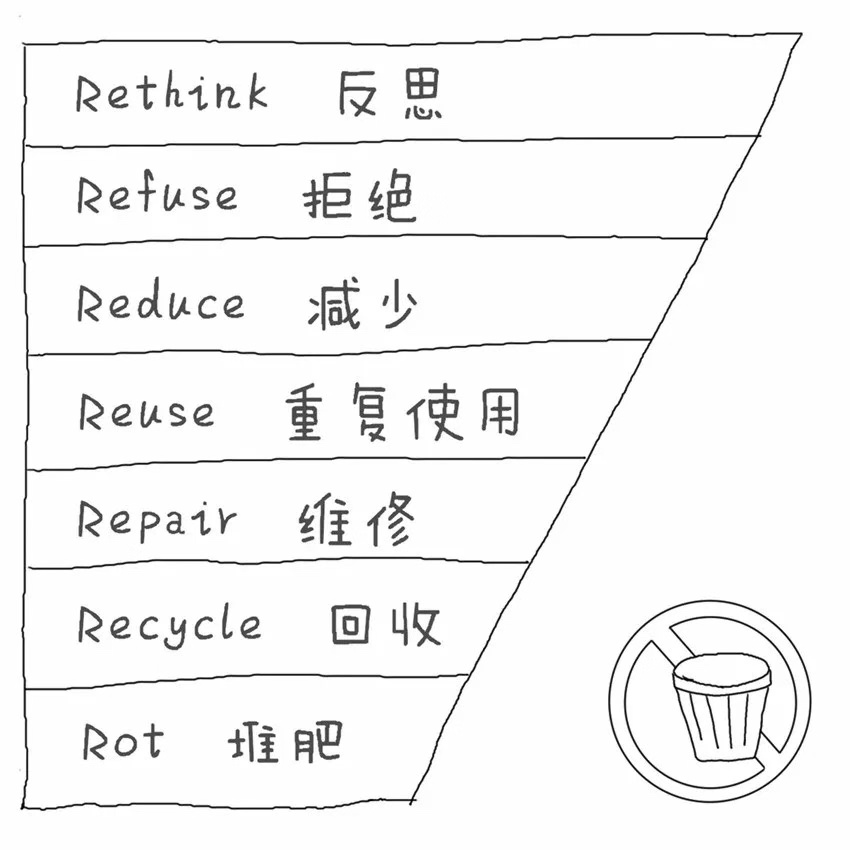 Rethink 反思
Refuse 拒绝
Reduce 减少
Reuse 重复使用
Repair 维修
Recycle 回收
Rot 堆肥